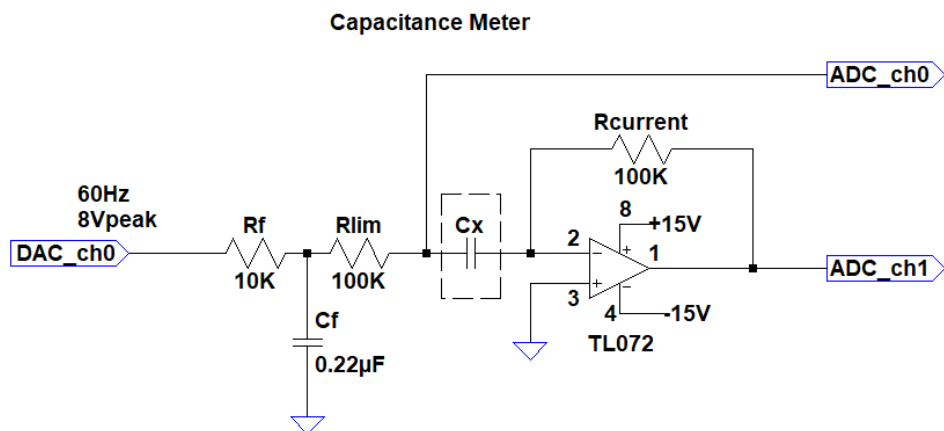 Capacitance Meter
ADC_ch0
Rcurrent
100K
60Hz
8Vpeak
DAC_ch0
Rf
10K
Rlim
100K
Cx
2
3
8
+15V
1
4
-15V
TL072
ADC_ch1
Cf
0.22µF